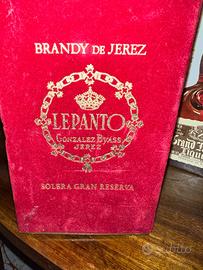 BRANDY DE JEREZ
LEPANTO
GONZALEZ BYASS
JEREZ
SOLERA GRAN RESERVA